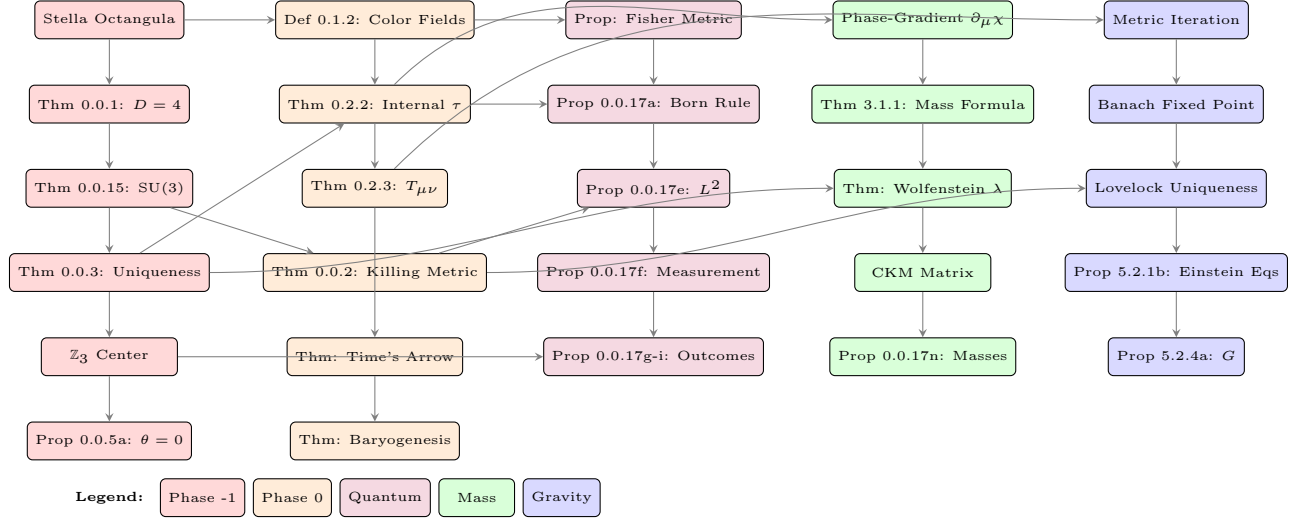 Stella Octangula
Def 0.1.2: Color Fields
Prop: Fisher Metric
Phase-Gradient ∂μχ
Metric Iteration
Thm 0.0.1: D = 4
Thm 0.2.2: Internal τ
Prop 0.0.17a: Born Rule
Thm 3.1.1: Mass Formula
Banach Fixed Point
Thm 0.0.15: SU(3)
Thm 0.2.3: Tμν
Prop 0.0.17e: L²
Thm: Wolfenstein λ
Lovelock Uniqueness
Thm 0.0.3: Uniqueness
Thm 0.0.2: Killing Metric
Prop 0.0.17f: Measurement
CKM Matrix
Prop 5.2.1b: Einstein Eqs
ℤ₃ Center
Thm: Time's Arrow
Prop 0.0.17g-i: Outcomes
Prop 0.0.17n: Masses
Prop 5.2.4a: G
Prop 0.0.5a: θ = 0
Thm: Baryogenesis
Legend: Phase -1 Phase 0 Quantum Mass Gravity